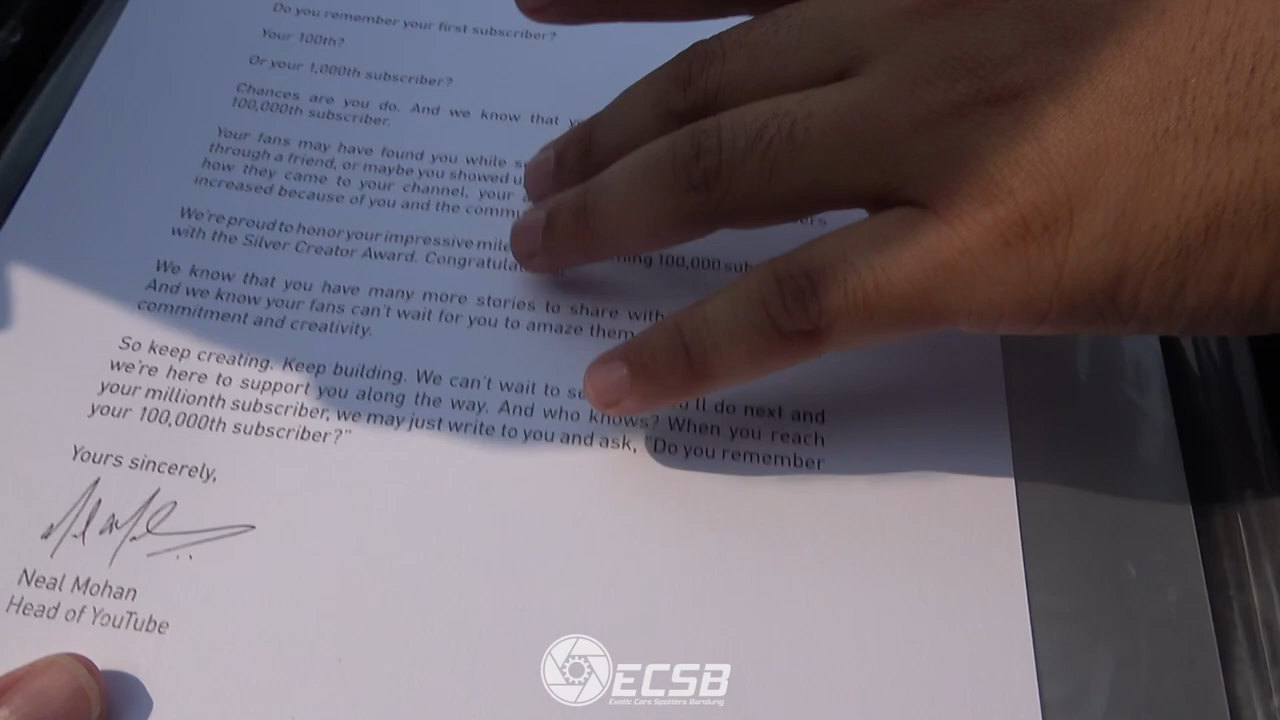 Do you remember your first subscriber?
Your 100th?
Or your 1,000th subscriber?
Chances are you do. And we know that
100,000th subscriber.
Your fans may have found you while
through a friend, or maybe you showed
how they came to your channel, your
increased because of you and the
We're proud to honor your impressive 100,000
with the Silver Creator Award.
We know that you have many more stories to share with
And we know your fans can't wait for you to amaze them
commitment and creativity.
So keep creating. Keep building. We can't wait to do next and
we're here to support you along the way. And who knows? When you reach
your millionth subscriber, we may just write to you and ask, "Do you remember
your 100,000th subscriber?"
Yours sincerely,
Neal Mohan
Head of YouTube
ECSB
Exotic Cars Spotters Bandung